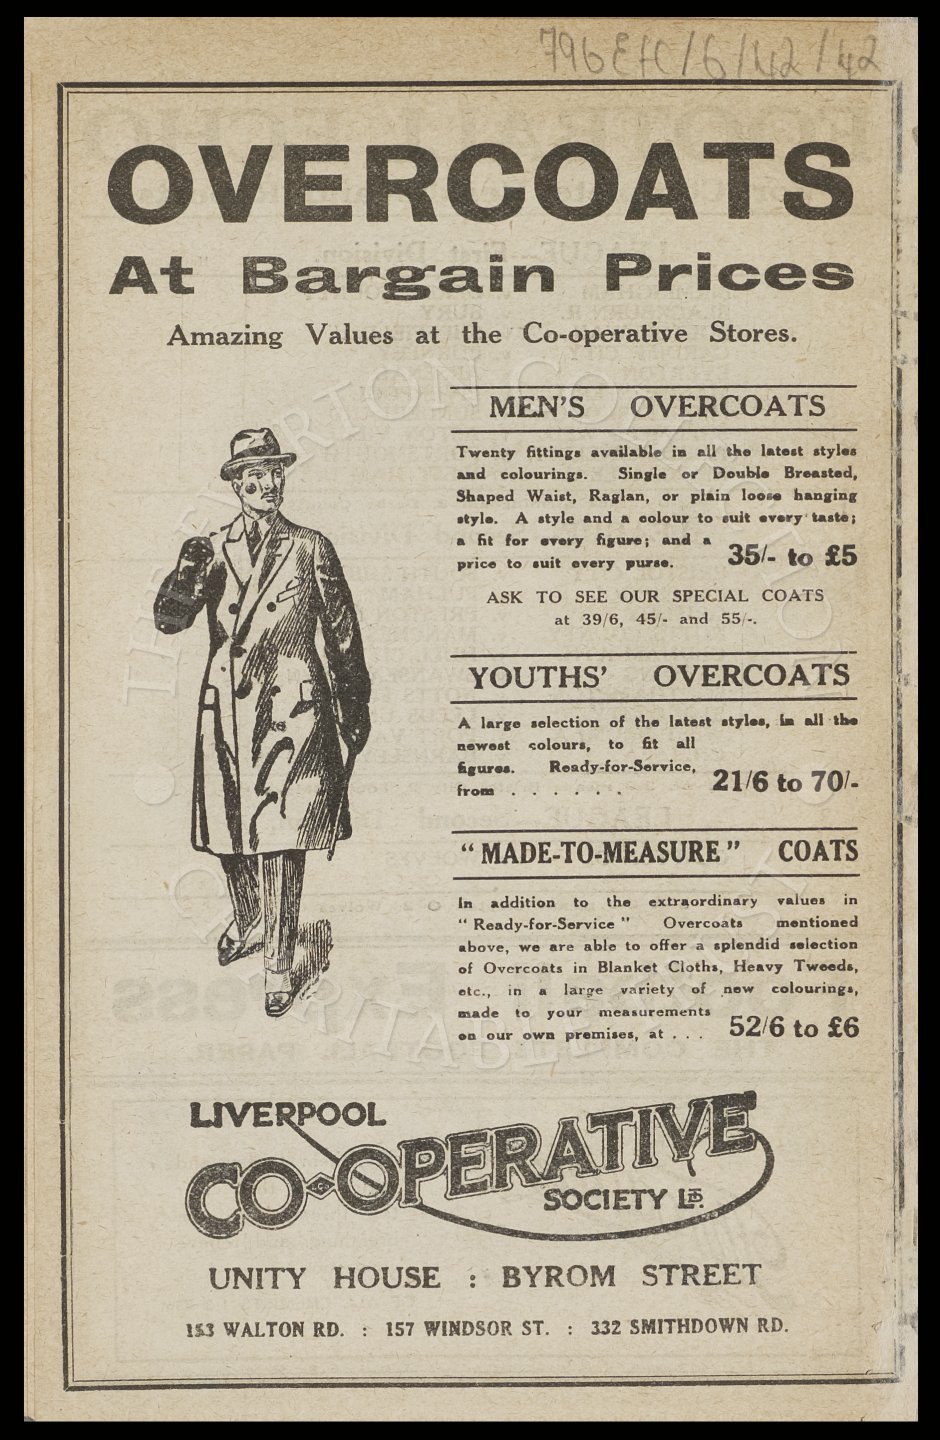 796 EFC/6/42/42
OVERCOATS
At Bargain Prices
Amazing Values at the Co-operative Stores.
MEN'S OVERCOATS
Twenty fittings available in all the latest styles
and colourings. Single or Double Breasted,
Shaped Waist, Raglan, or plain loose hanging
style. A style and a colour to suit every taste;
a fit for every figure; and a
price to suit every purse. 35/- to £5
ASK TO SEE OUR SPECIAL COATS
at 39/6, 45/- and 55/-.
YOUTHS' OVERCOATS
A large selection of the latest styles, in all the
newest colours, to fit all
figures. Ready-for-Service,
from . . . . . . 21/6 to 70/-
"MADE-TO-MEASURE" COATS
In addition to the extraordinary values in
"Ready-for-Service" Overcoats mentioned
above, we are able to offer a splendid selection
of Overcoats in Blanket Cloths, Heavy Tweeds,
etc., in a large variety of new colourings,
made to your measurements
on our own premises, at . . . 52/6 to £6
LIVERPOOL
CO-OPERATIVE
SOCIETY LTD
UNITY HOUSE : BYROM STREET
153 WALTON RD. : 157 WINDSOR ST. : 332 SMITHDOWN RD.